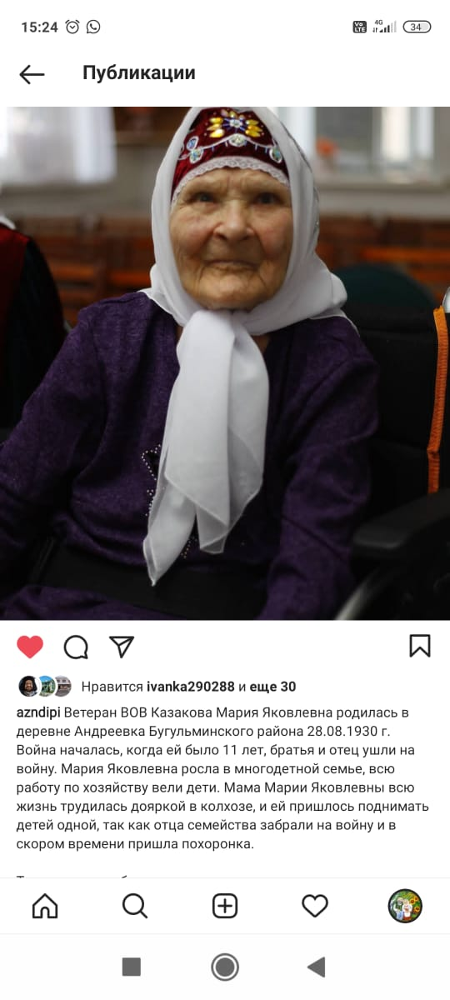 15:24
Vo LTE 4G 34
Публикации
Нравится ivanka290288 и еще 30
azndipi Ветеран ВОВ Казакова Мария Яковлевна родилась в
деревне Андреевка Бугульминского района 28.08.1930 г.
Война началась, когда ей было 11 лет, братья и отец ушли на
войну. Мария Яковлевна росла в многодетной семье, всю
работу по хозяйству вели дети. Мама Марии Яковлевны всю
жизнь трудилась дояркой в колхозе, и ей пришлось поднимать
детей одной, так как отца семейства забрали на войну и в
скором времени пришла похоронка.